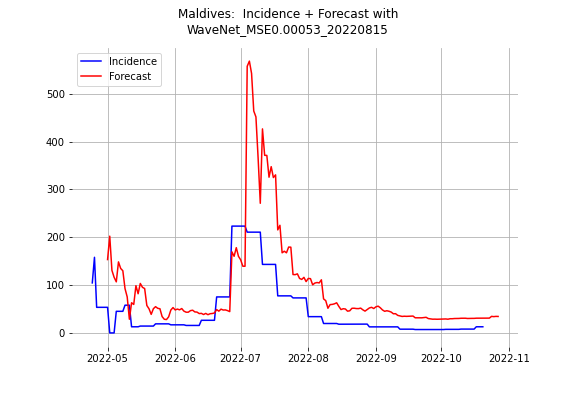 Maldives:  Incidence + Forecast with
WaveNet_MSE0.00053_20220815
Incidence
Forecast
500
400
300
200
100
0
2022-05 2022-06 2022-07 2022-08 2022-09 2022-10 2022-11